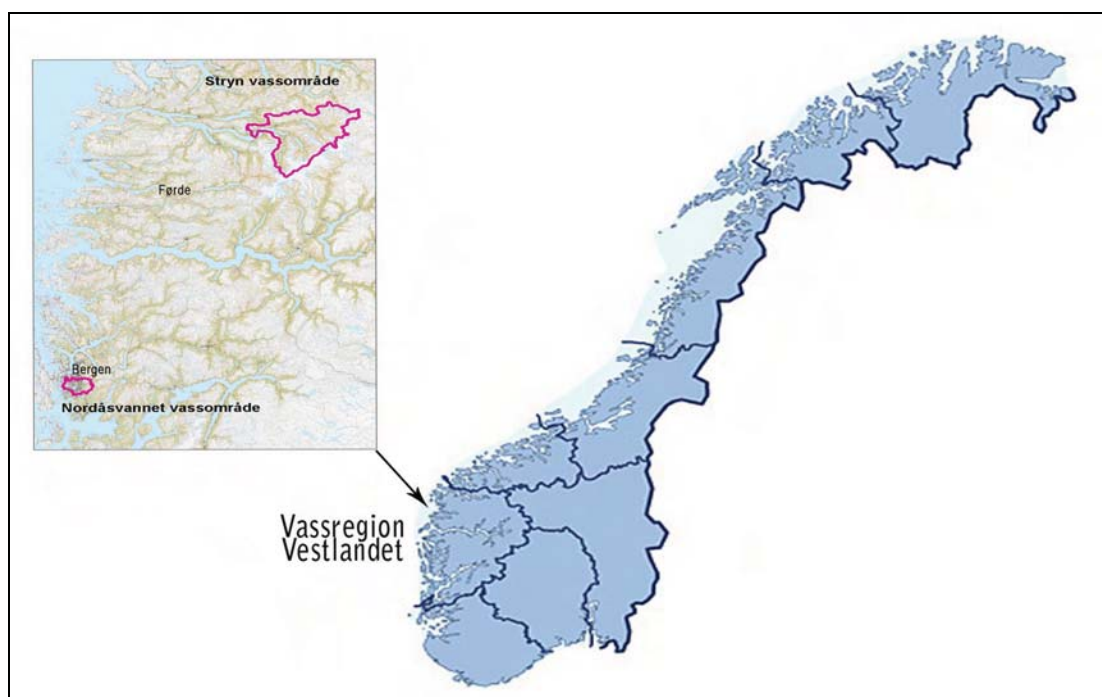 Stryn vassområde
Førde
Bergen
Nordåsvannet vassområde
Vassregion
Vestlandet